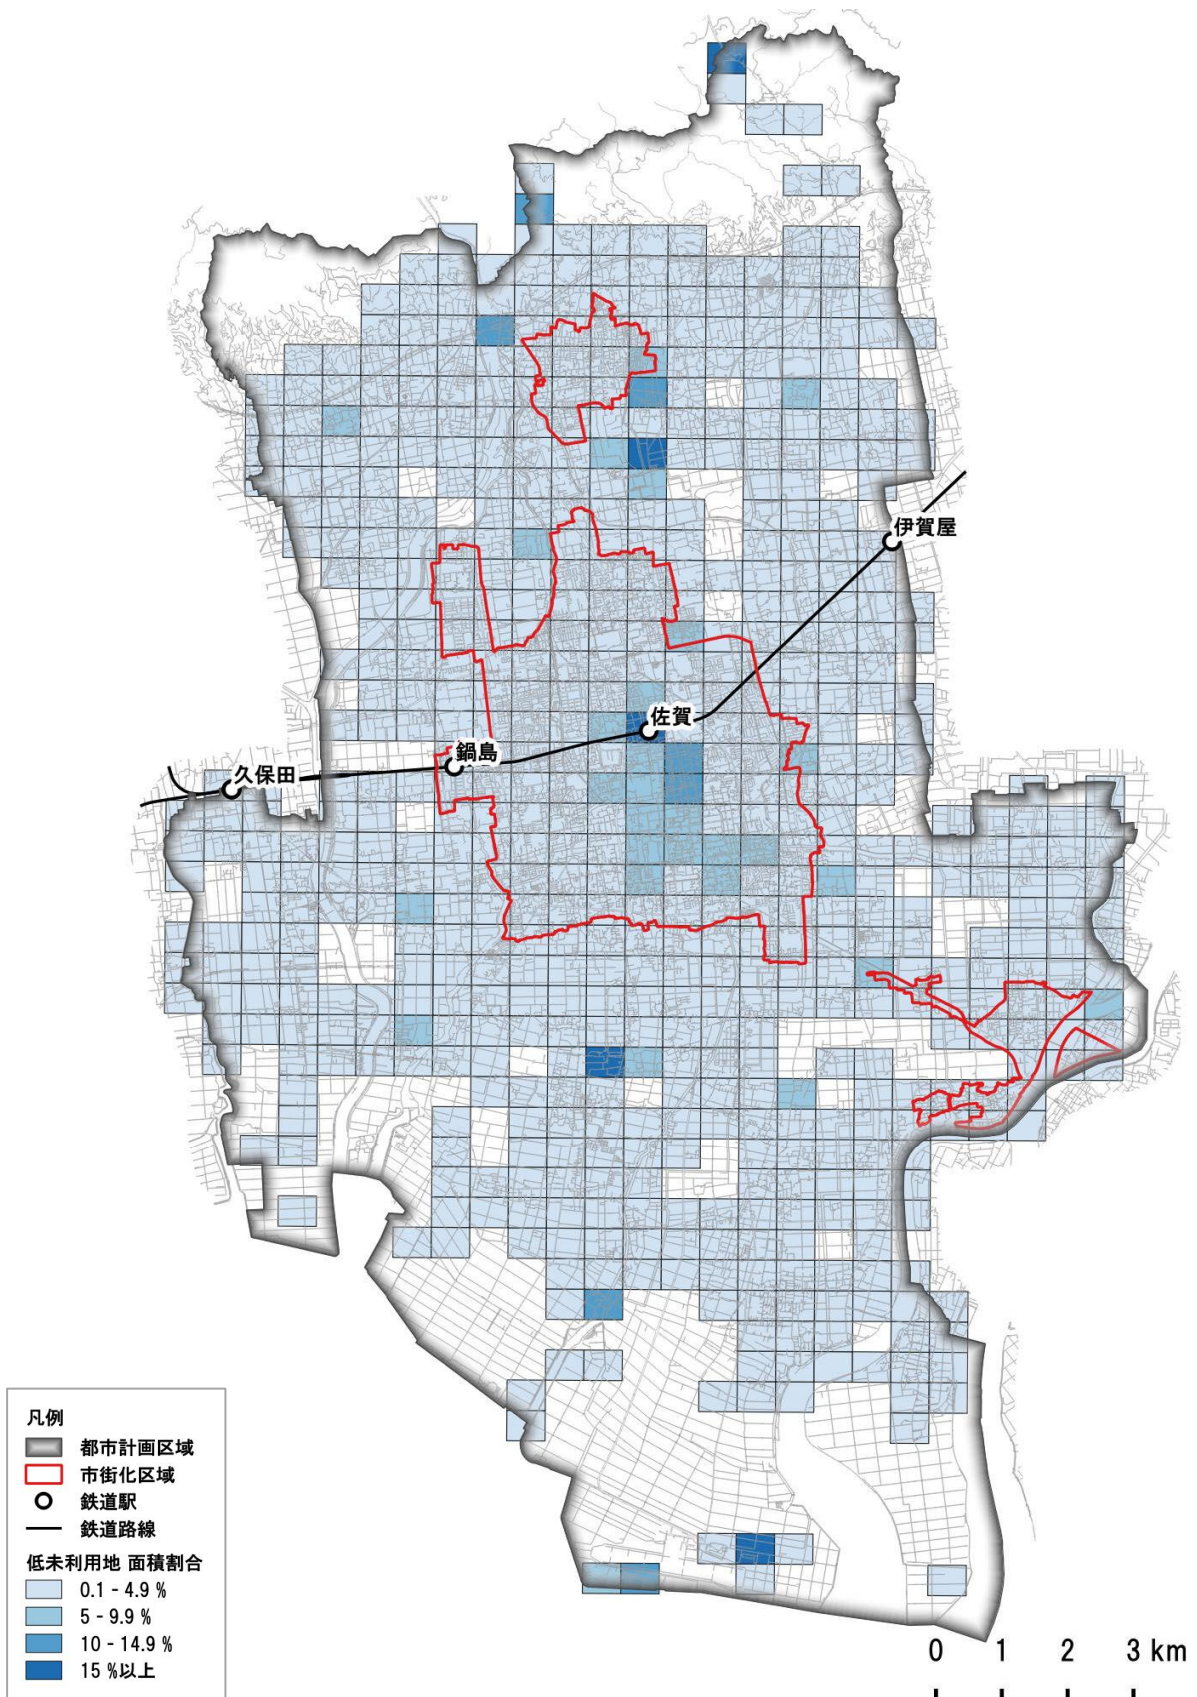 伊賀屋
佐賀
鍋島
久保田
凡例
都市計画区域
市街化区域
鉄道駅
鉄道路線
低未利用地 面積割合
0.1 - 4.9 %
5 - 9.9 %
10 - 14.9 %
15 %以上
0 1 2 3 km